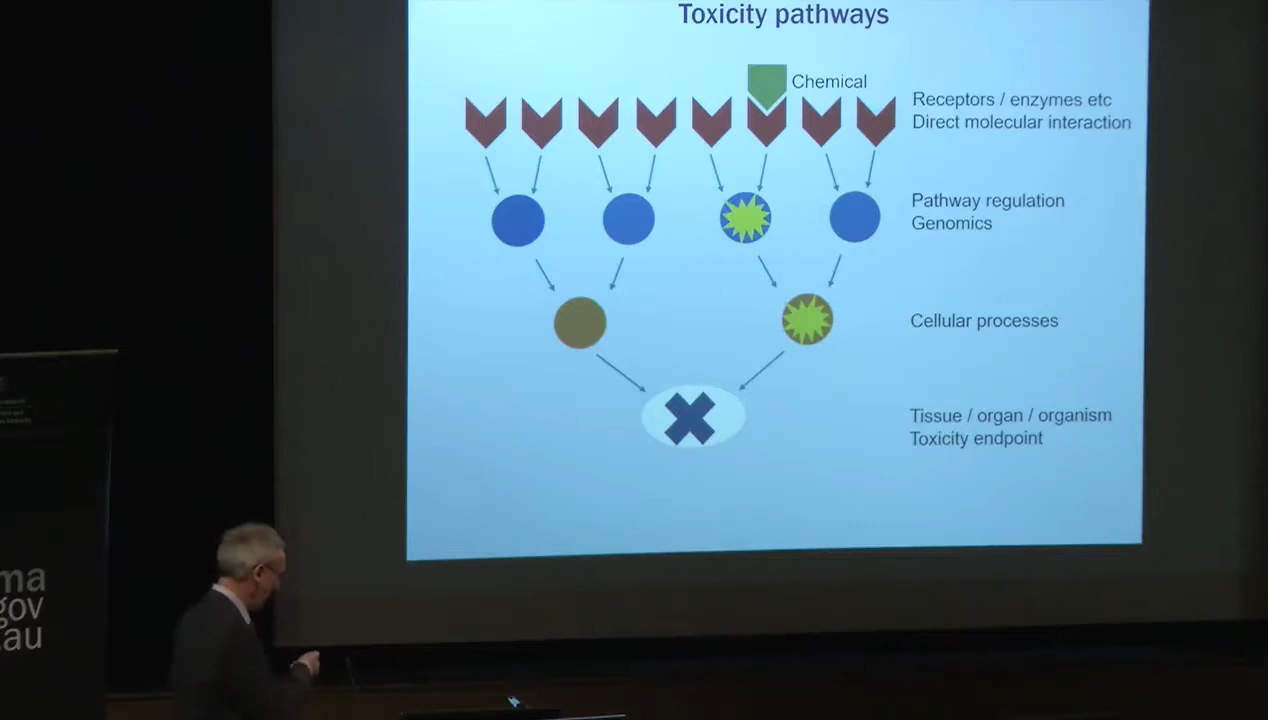 Toxicity pathways
Chemical
Receptors / enzymes etc
Direct molecular interaction
Pathway regulation
Genomics
Cellular processes
Tissue / organ / organism
Toxicity endpoint
ma
gov
.au